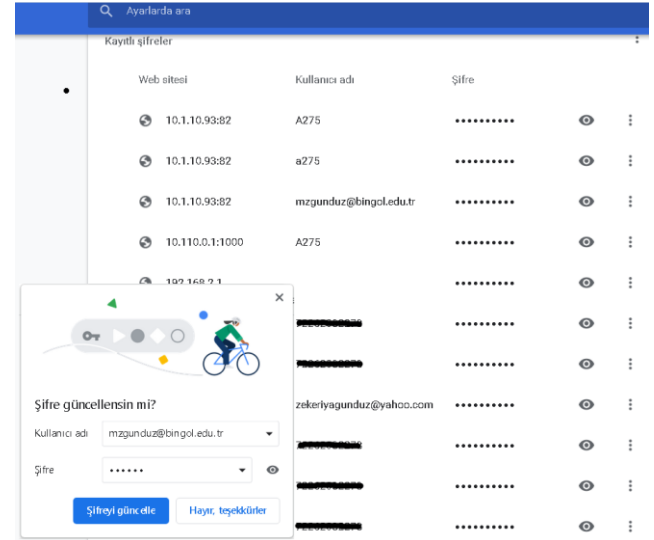 Ayarlarda ara
Kayıtlı şifreler
Web sitesi Kullanıcı adı Şifre
10.1.10.93:82 A275 ••••••••••
10.1.10.93:82 a275 ••••••••••
10.1.10.93:82 mzgunduz@bingol.edu.tr ••••••••••
10.110.0.1:1000 A275 ••••••••••
192.168.2.1 ••••••••••
••••••••••
••••••••••
zekeriyagunduz@yahoo.com ••••••••••
••••••••••
••••••••••
••••••••••
Şifre güncellensin mi?
Kullanıcı adı mzgunduz@bingol.edu.tr
Şifre ••••••
Şifreyi güncelle Hayır, teşekkürler